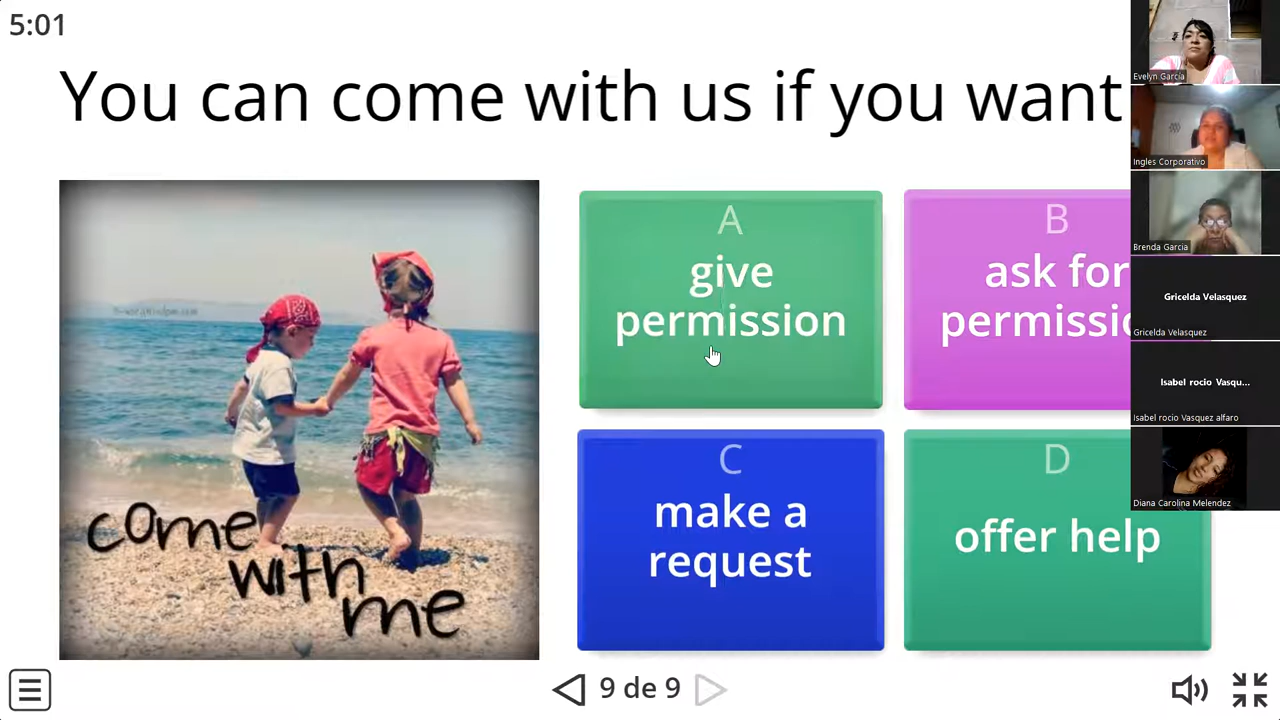 5:01
You can come with us if you want
come
with
me
A
give
permission
B
ask for
C
make a
request
D
offer help
9 de 9
Evelyn Garcia
Ingles Corporativo
Brenda Garcia
Gricelda Velasquez
Gricelda Velasquez
Isabel rocio Vasqu...
Isabel rocio Vasquez alfaro
Diana Carolina Melendez